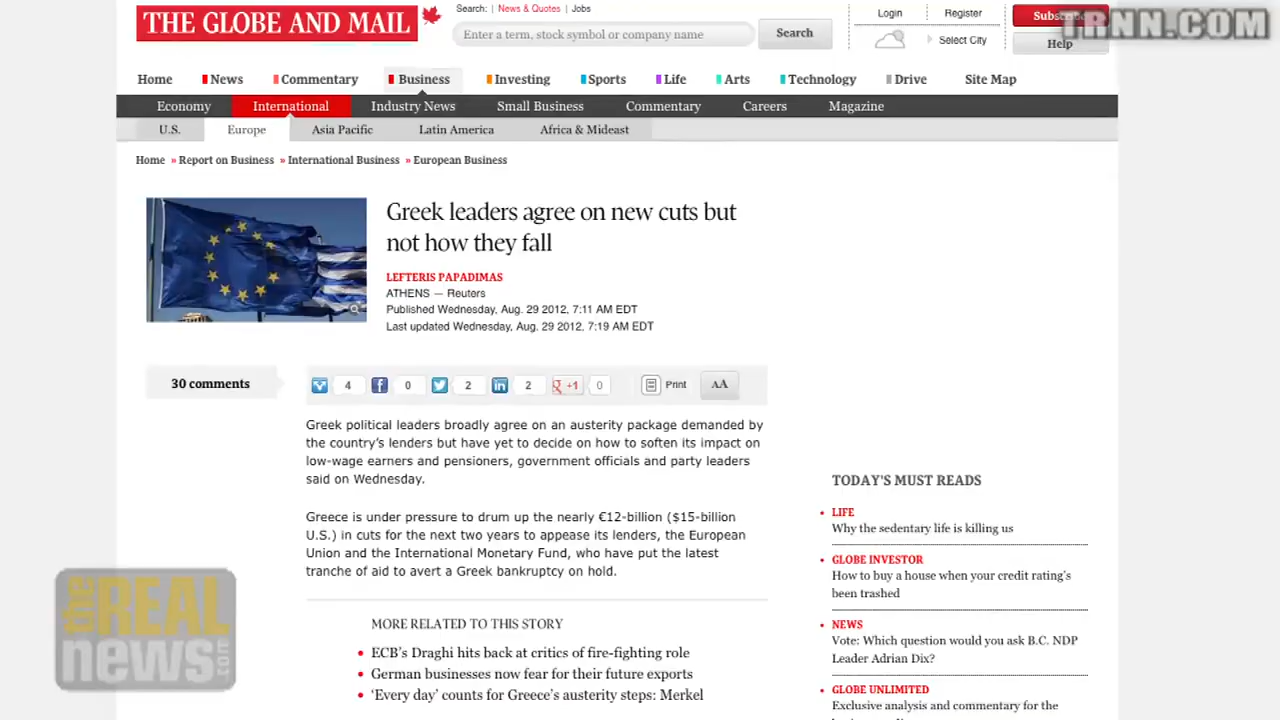 THE GLOBE AND MAIL
Search: | News & Quotes | Jobs
Enter a term, stock symbol or company name
Search
Login
Register
Select City
Help
TRNN.COM
Home
News
Commentary
Business
Investing
Sports
Life
Arts
Technology
Drive
Site Map
Economy
International
Industry News
Small Business
Commentary
Careers
Magazine
U.S.
Europe
Asia Pacific
Latin America
Africa & Mideast
Home » Report on Business » International Business » European Business
Greek leaders agree on new cuts but
not how they fall
LEFTERIS PAPADIMAS
ATHENS — Reuters
Published Wednesday, Aug. 29 2012, 7:11 AM EDT
Last updated Wednesday, Aug. 29 2012, 7:19 AM EDT
30 comments
4
0
2
2
+1
0
Print
AA
Greek political leaders broadly agree on an austerity package demanded by
the country's lenders but have yet to decide on how to soften its impact on
low-wage earners and pensioners, government officials and party leaders
said on Wednesday.
Greece is under pressure to drum up the nearly €12-billion ($15-billion
U.S.) in cuts for the next two years to appease its lenders, the European
Union and the International Monetary Fund, who have put the latest
tranche of aid to avert a Greek bankruptcy on hold.
MORE RELATED TO THIS STORY
ECB's Draghi hits back at critics of fire-fighting role
German businesses now fear for their future exports
'Every day' counts for Greece's austerity steps: Merkel
TODAY'S MUST READS
LIFE
Why the sedentary life is killing us
GLOBE INVESTOR
How to buy a house when your credit rating's
been trashed
NEWS
Vote: Which question would you ask B.C. NDP
Leader Adrian Dix?
GLOBE UNLIMITED
Exclusive analysis and commentary for the
the
REAL
news.com